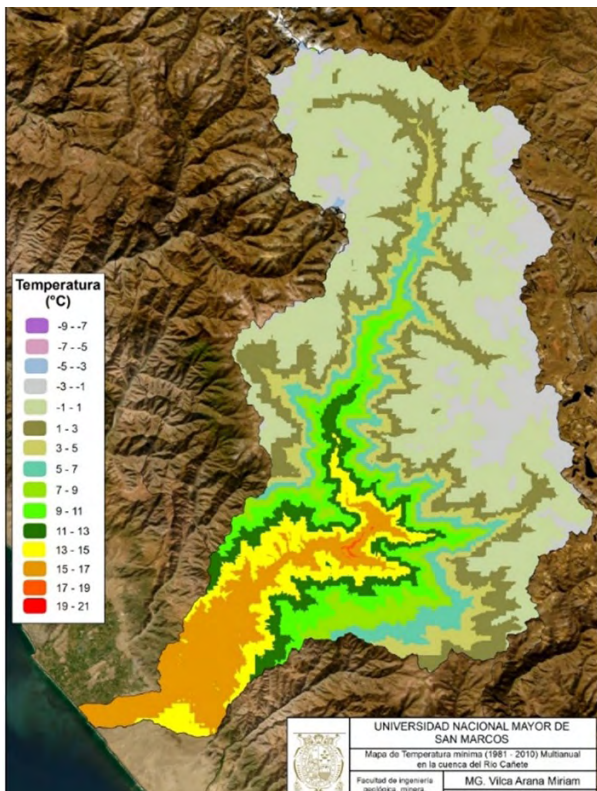 Temperatura
(°C)
-9 - -7
-7 - -5
-5 - -3
-3 - -1
-1 - 1
1 - 3
3 - 5
5 - 7
7 - 9
9 - 11
11 - 13
13 - 15
15 - 17
17 - 19
19 - 21
UNIVERSIDAD NACIONAL MAYOR DE
SAN MARCOS
Mapa de Temperatura mínima (1981 - 2010) Multianual
en la cuenca del Río Cañete
Facultad de ingeniería
geológica, minera
MG. Vilca Arana Miriam